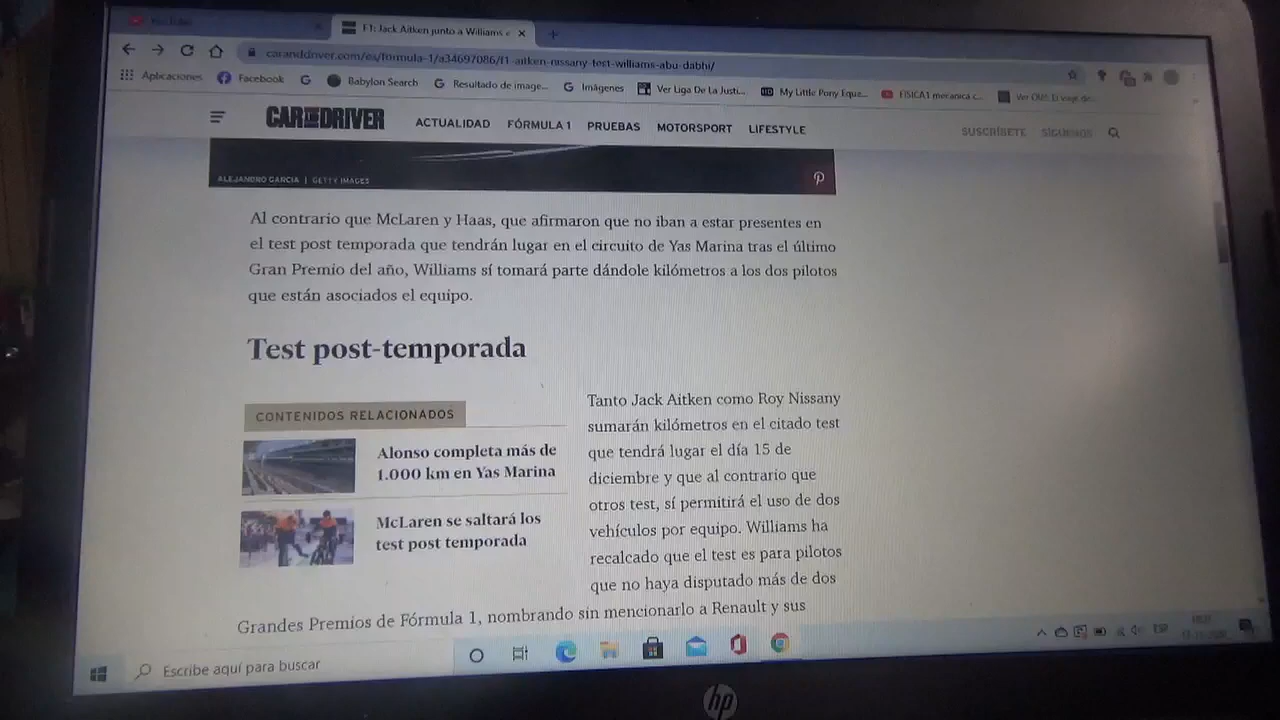 YouTube
F1: Jack Aitken junto a Williams e
caranddriver.com/es/formula-1/a34697086/f1-aitken-nissany-test-williams-abu-dabhi/
Aplicaciones
Facebook
Babylon Search
Resultado de image...
Imágenes
Ver Liga De La Justi...
My Little Pony Eque...
FÍSICA1 mecanica c...
CAR AND DRIVER
ACTUALIDAD
FÓRMULA 1
PRUEBAS
MOTORSPORT
LIFESTYLE
SUSCRÍBETE
SÍGUENOS
ALEJANDRO GARCIA | GETTY IMAGES
Al contrario que McLaren y Haas, que afirmaron que no iban a estar presentes en
el test post temporada que tendrán lugar en el circuito de Yas Marina tras el último
Gran Premio del año, Williams sí tomará parte dándole kilómetros a los dos pilotos
que están asociados el equipo.
Test post-temporada
CONTENIDOS RELACIONADOS
Alonso completa más de
1.000 km en Yas Marina
McLaren se saltará los
test post temporada
Tanto Jack Aitken como Roy Nissany
sumarán kilómetros en el citado test
que tendrá lugar el día 15 de
diciembre y que al contrario que
otros test, sí permitirá el uso de dos
vehículos por equipo. Williams ha
recalcado que el test es para pilotos
que no haya disputado más de dos
Grandes Premios de Fórmula 1, nombrando sin mencionarlo a Renault y sus
Escribe aquí para buscar
ESP
hp